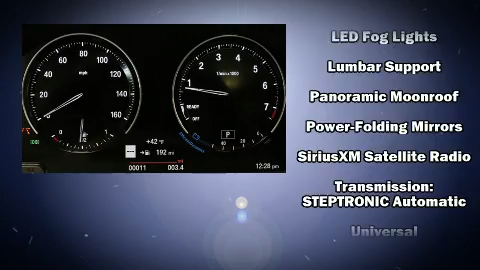 20
40
60
80
100
120
140
160
mph
1
2
3
4
5
6
7
1/min x1000
READY
OFF
P
+42 °F
192 mi
00011
003.4
12:28 pm
LED Fog Lights
Lumbar Support
Panoramic Moonroof
Power-Folding Mirrors
SiriusXM Satellite Radio
Transmission:
STEPTRONIC Automatic
Universal